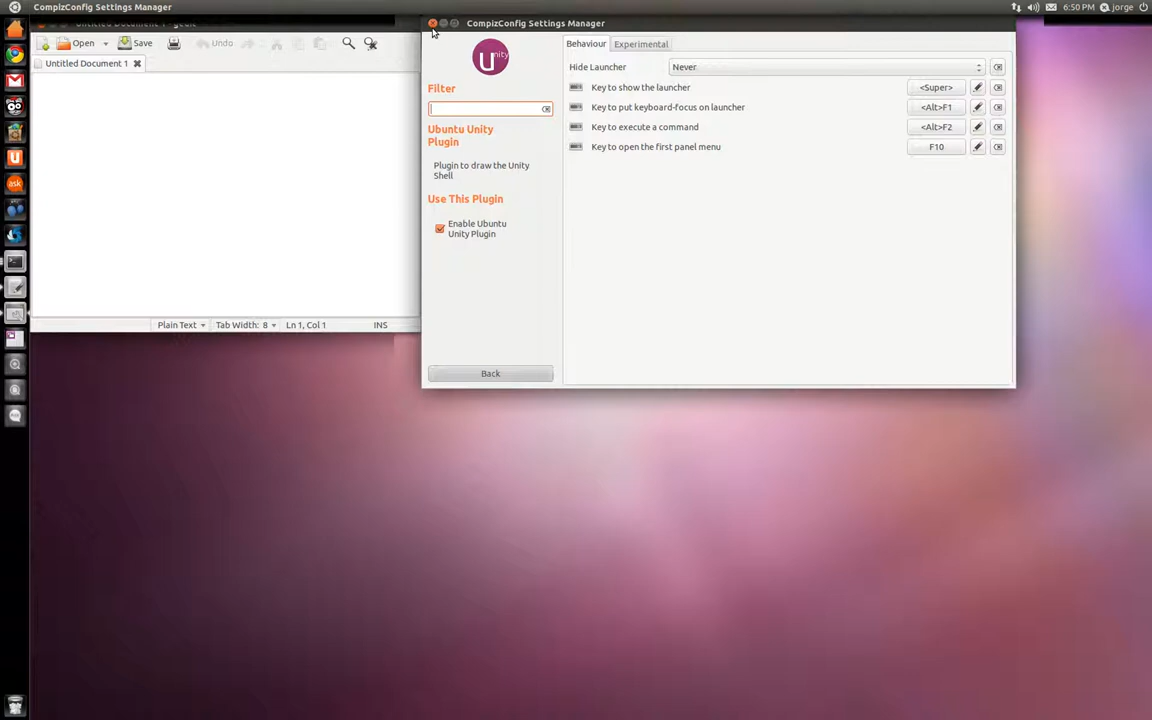 CompizConfig Settings Manager
6:50 PM
jorge
Open
Save
Undo
Untitled Document 1
Plain Text
Tab Width: 8
Ln 1, Col 1
INS
CompizConfig Settings Manager
unity
Filter
Ubuntu Unity
Plugin
Plugin to draw the Unity
Shell
Use This Plugin
Enable Ubuntu
Unity Plugin
Back
Behaviour
Experimental
Hide Launcher
Never
Key to show the launcher
<Super>
Key to put keyboard-focus on launcher
<Alt>F1
Key to execute a command
<Alt>F2
Key to open the first panel menu
F10
ask